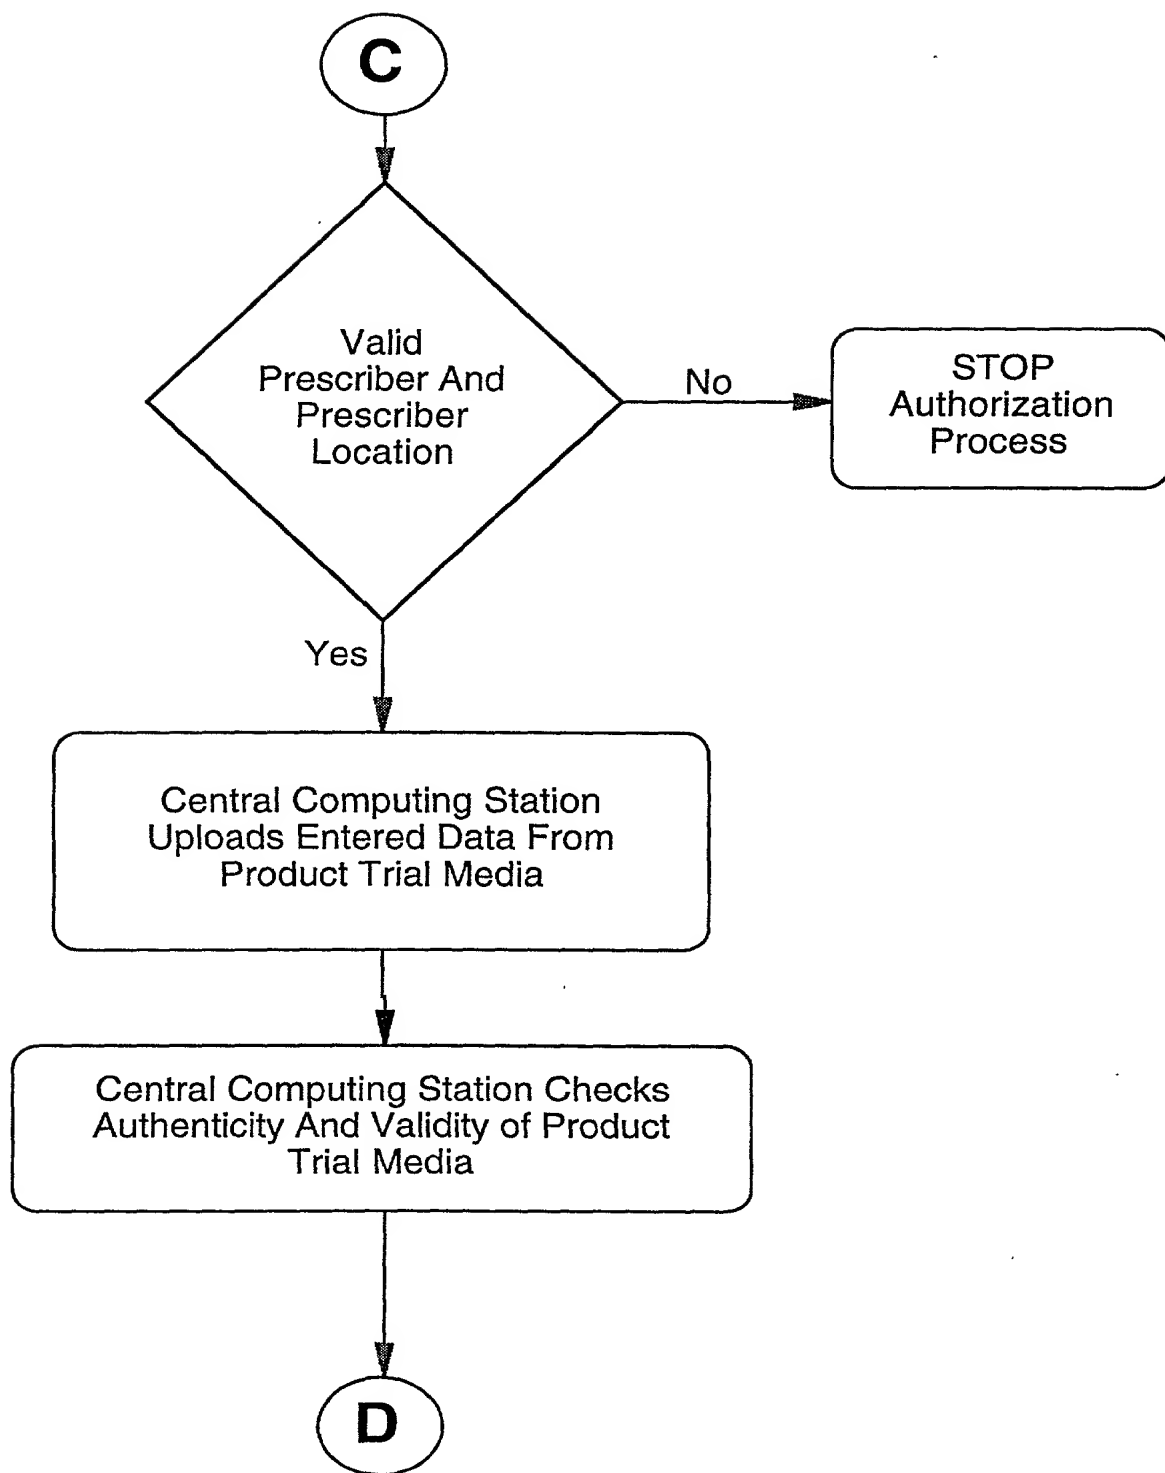 C
Valid
Prescriber And
Prescriber
Location
No
STOP
Authorization
Process
Yes
Central Computing Station
Uploads Entered Data From
Product Trial Media
Central Computing Station Checks
Authenticity And Validity of Product
Trial Media
D